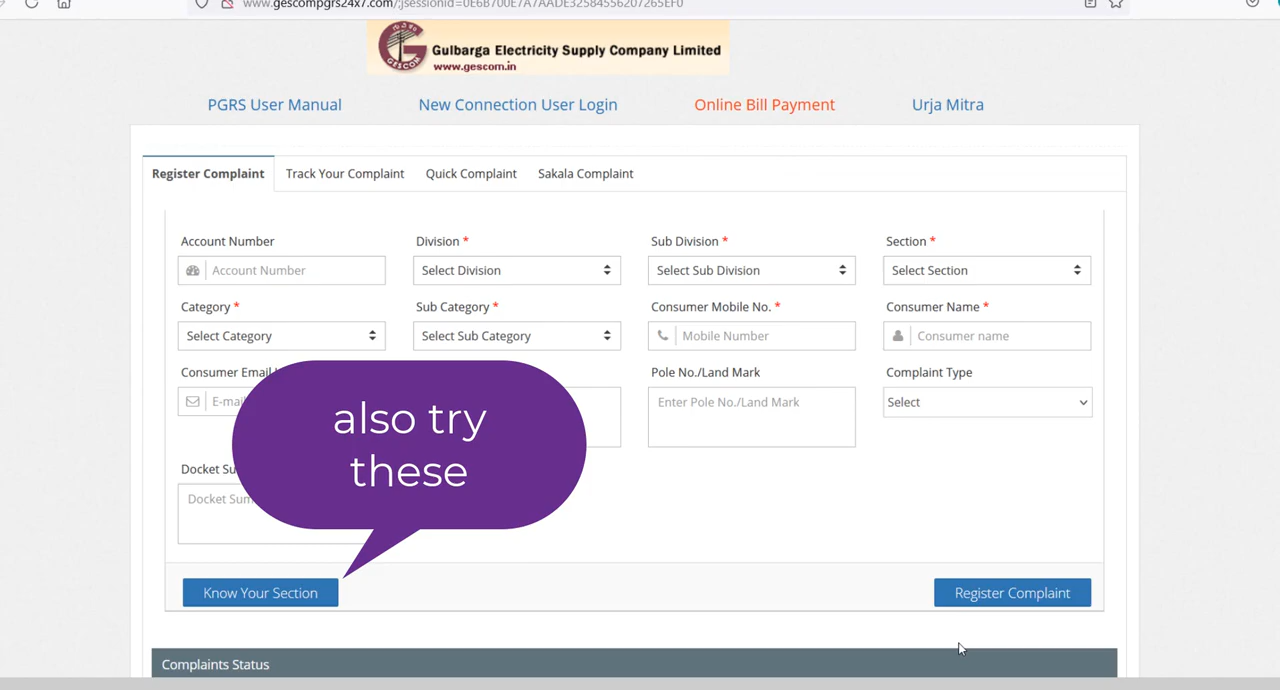 www.gescompgrs24x7.com/;jsessionid=0E6B700E7A7AADE32584556207265EF0
Gulbarga Electricity Supply Company Limited
www.gescom.in
GESCOM
PGRS User Manual New Connection User Login Online Bill Payment Urja Mitra
Register Complaint Track Your Complaint Quick Complaint Sakala Complaint
Account Number Division * Sub Division * Section *
Account Number Select Division Select Sub Division Select Section
Category * Sub Category * Consumer Mobile No. * Consumer Name *
Select Category Select Sub Category Mobile Number Consumer name
Consumer Email Pole No./Land Mark Complaint Type
E-mail Enter Pole No./Land Mark Select
also try
these
Docket Su
Docket Sum
Know Your Section Register Complaint
Complaints Status